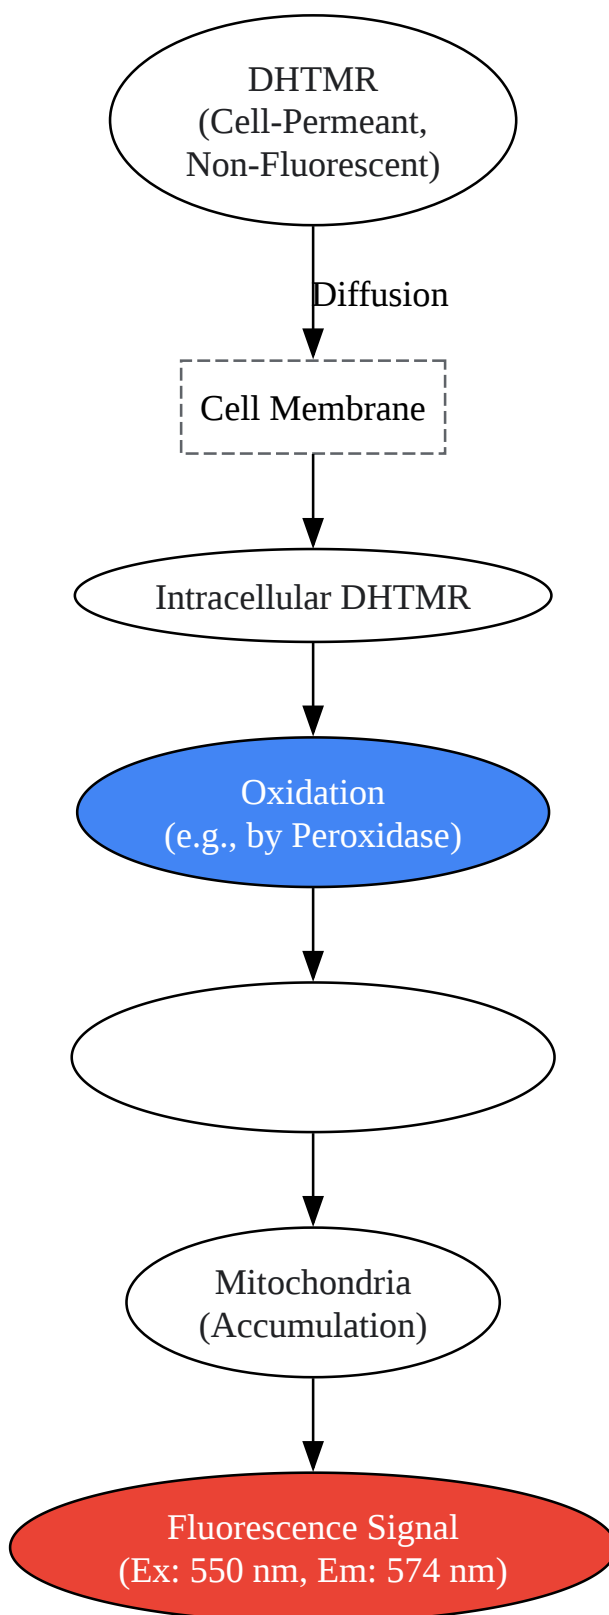 DHTMR
(Cell-Permeant,
Non-Fluorescent)
Diffusion
Cell Membrane
Intracellular DHTMR
Oxidation
(e.g., by Peroxidase)
Mitochondria
(Accumulation)
Fluorescence Signal
(Ex: 550 nm, Em: 574 nm)